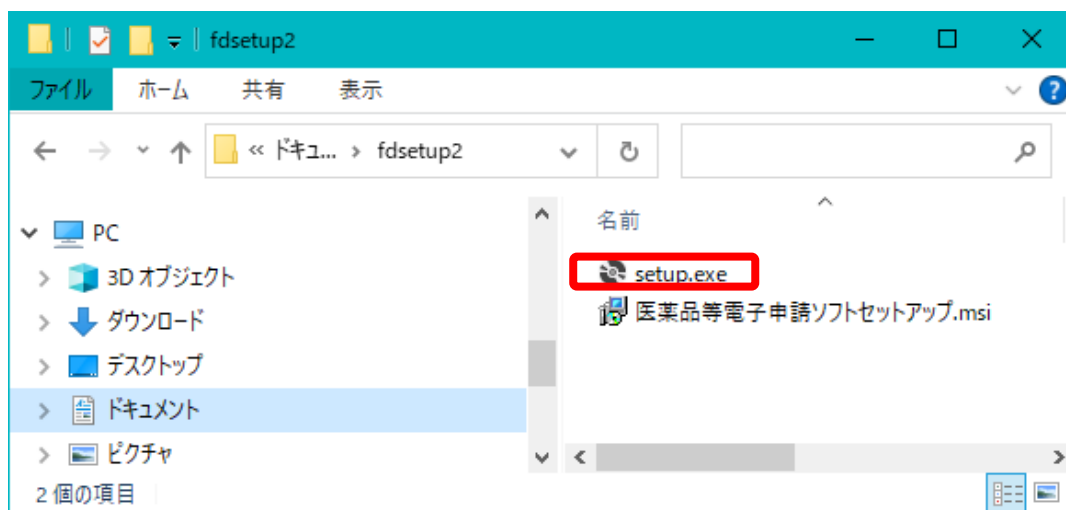 fdsetup2
ファイル ホーム 共有 表示
« ドキュ... › fdsetup2
PC
3D オブジェクト
ダウンロード
デスクトップ
ドキュメント
ピクチャ
名前
setup.exe
医薬品等電子申請ソフトセットアップ.msi
2 個の項目